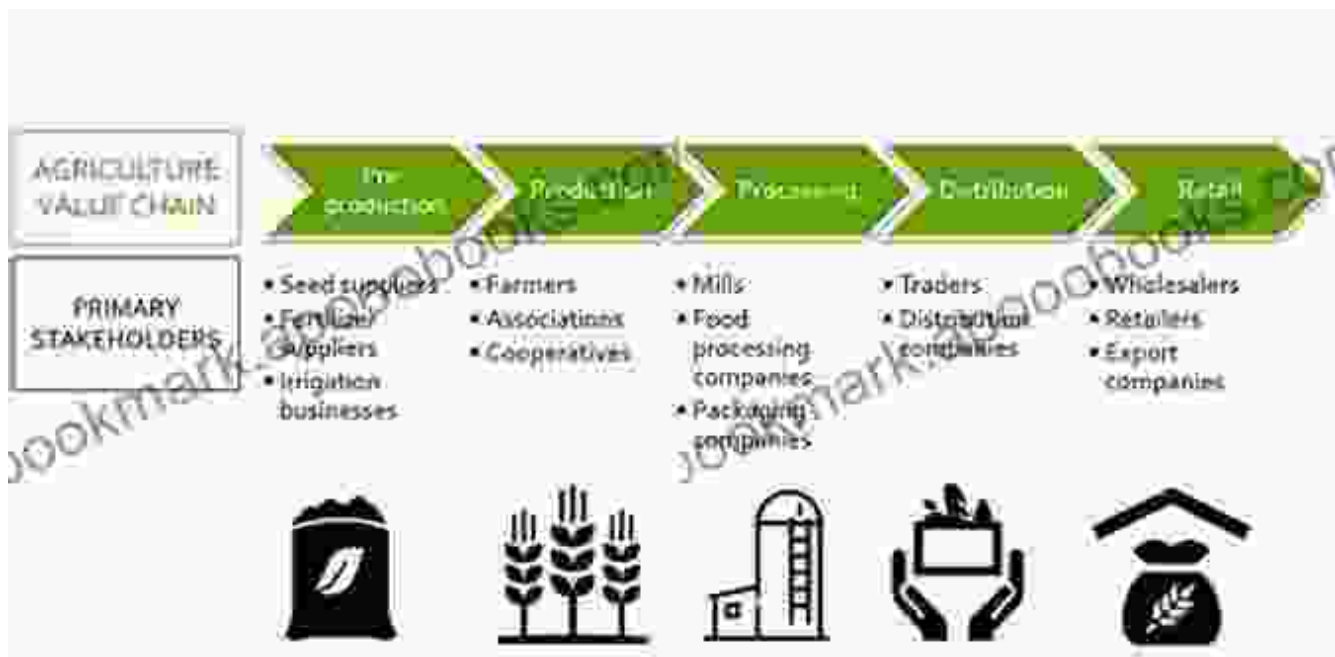 AGRICULTURE
VALUE CHAIN
Pre-
production
Production
Processing
Distribution
Retail
PRIMARY
STAKEHOLDERS
• Seed suppliers
• Fertilizer
suppliers
• Irrigation
businesses
• Farmers
• Associations
• Cooperatives
• Mills
• Food
processing
companies
• Packaging
companies
• Traders
• Distribution
companies
• Wholesalers
• Retailers
• Export
companies